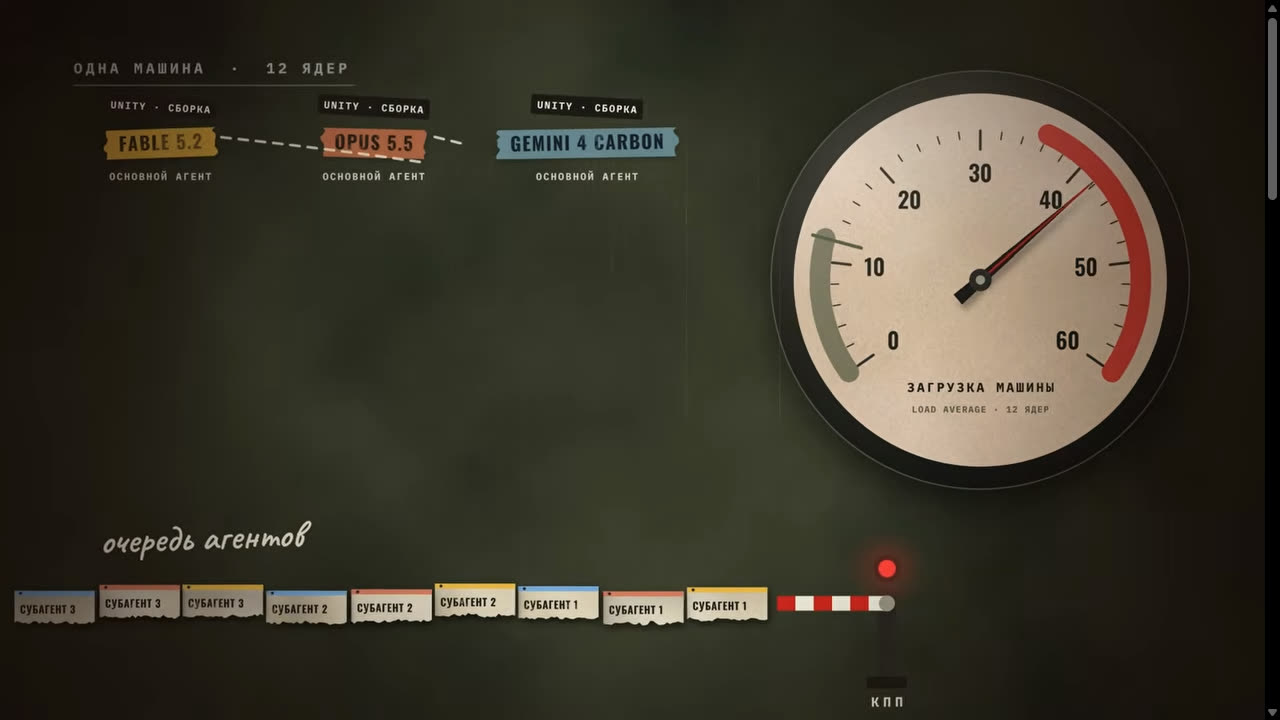 ОДНА МАШИНА · 12 ЯДЕР
UNITY · СБОРКА
FABLE 5.2
ОСНОВНОЙ АГЕНТ
UNITY · СБОРКА
OPUS 5.5
ОСНОВНОЙ АГЕНТ
UNITY · СБОРКА
GEMINI 4 CARBON
ОСНОВНОЙ АГЕНТ
0
10
20
30
40
50
60
ЗАГРУЗКА МАШИНЫ
LOAD AVERAGE · 12 ЯДЕР
очередь агентов
СУБАГЕНТ 3
СУБАГЕНТ 3
СУБАГЕНТ 3
СУБАГЕНТ 2
СУБАГЕНТ 2
СУБАГЕНТ 2
СУБАГЕНТ 1
СУБАГЕНТ 1
СУБАГЕНТ 1
КПП